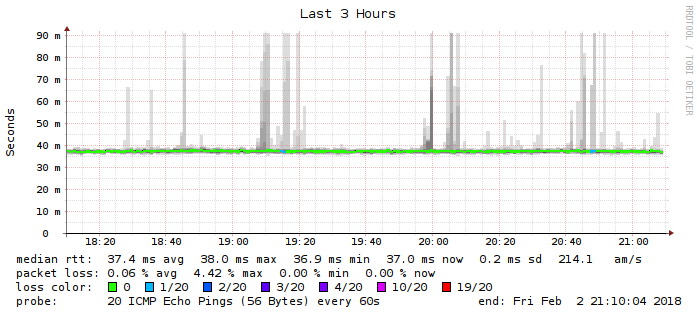 Last 3 Hours
RRDTOOL / TOBI OETIKER
Seconds
90 m
80 m
70 m
60 m
50 m
40 m
30 m
20 m
10 m
0
18:20 18:40 19:00 19:20 19:40 20:00 20:20 20:40 21:00
median rtt: 37.4 ms avg 38.0 ms max 36.9 ms min 37.0 ms now 0.2 ms sd 214.1 am/s
packet loss: 0.06 % avg 4.42 % max 0.00 % min 0.00 % now
loss color: 0 1/20 2/20 3/20 4/20 10/20 19/20
probe: 20 ICMP Echo Pings (56 Bytes) every 60s end: Fri Feb 2 21:10:04 2018